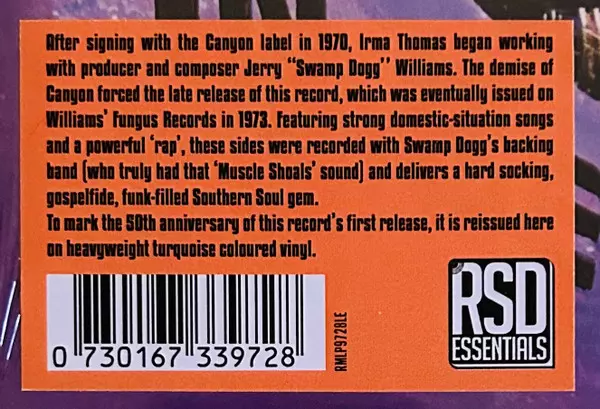 After signing with the Canyon label in 1970, Irma Thomas began working
with producer and composer Jerry "Swamp Dogg" Williams. The demise of
Canyon forced the late release of this record, which was eventually issued on
Williams' Fungus Records in 1973. Featuring strong domestic-situation songs
and a powerful 'rap', these sides were recorded with Swamp Dogg's backing
band (who truly had that 'Muscle Shoals' sound) and delivers a hard socking,
gospelfide, funk-filled Southern Soul gem.
To mark the 50th anniversary of this record's first release, it is reissued here
on heavyweight turquoise coloured vinyl.
0 730167 339728
RMLP9728LE
RSD
ESSENTIALS